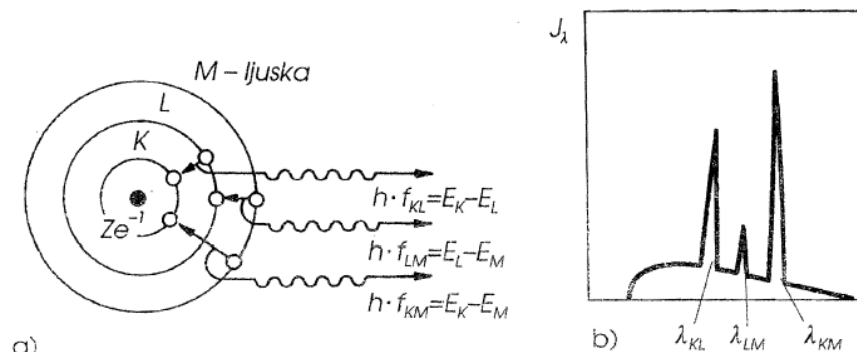 M – ljuska
L
K
Ze⁻¹
h · f_KL=E_K–E_L
h · f_LM=E_L–E_M
h · f_KM=E_K–E_M
a)
J_λ
b)
λ_KL
λ_LM
λ_KM